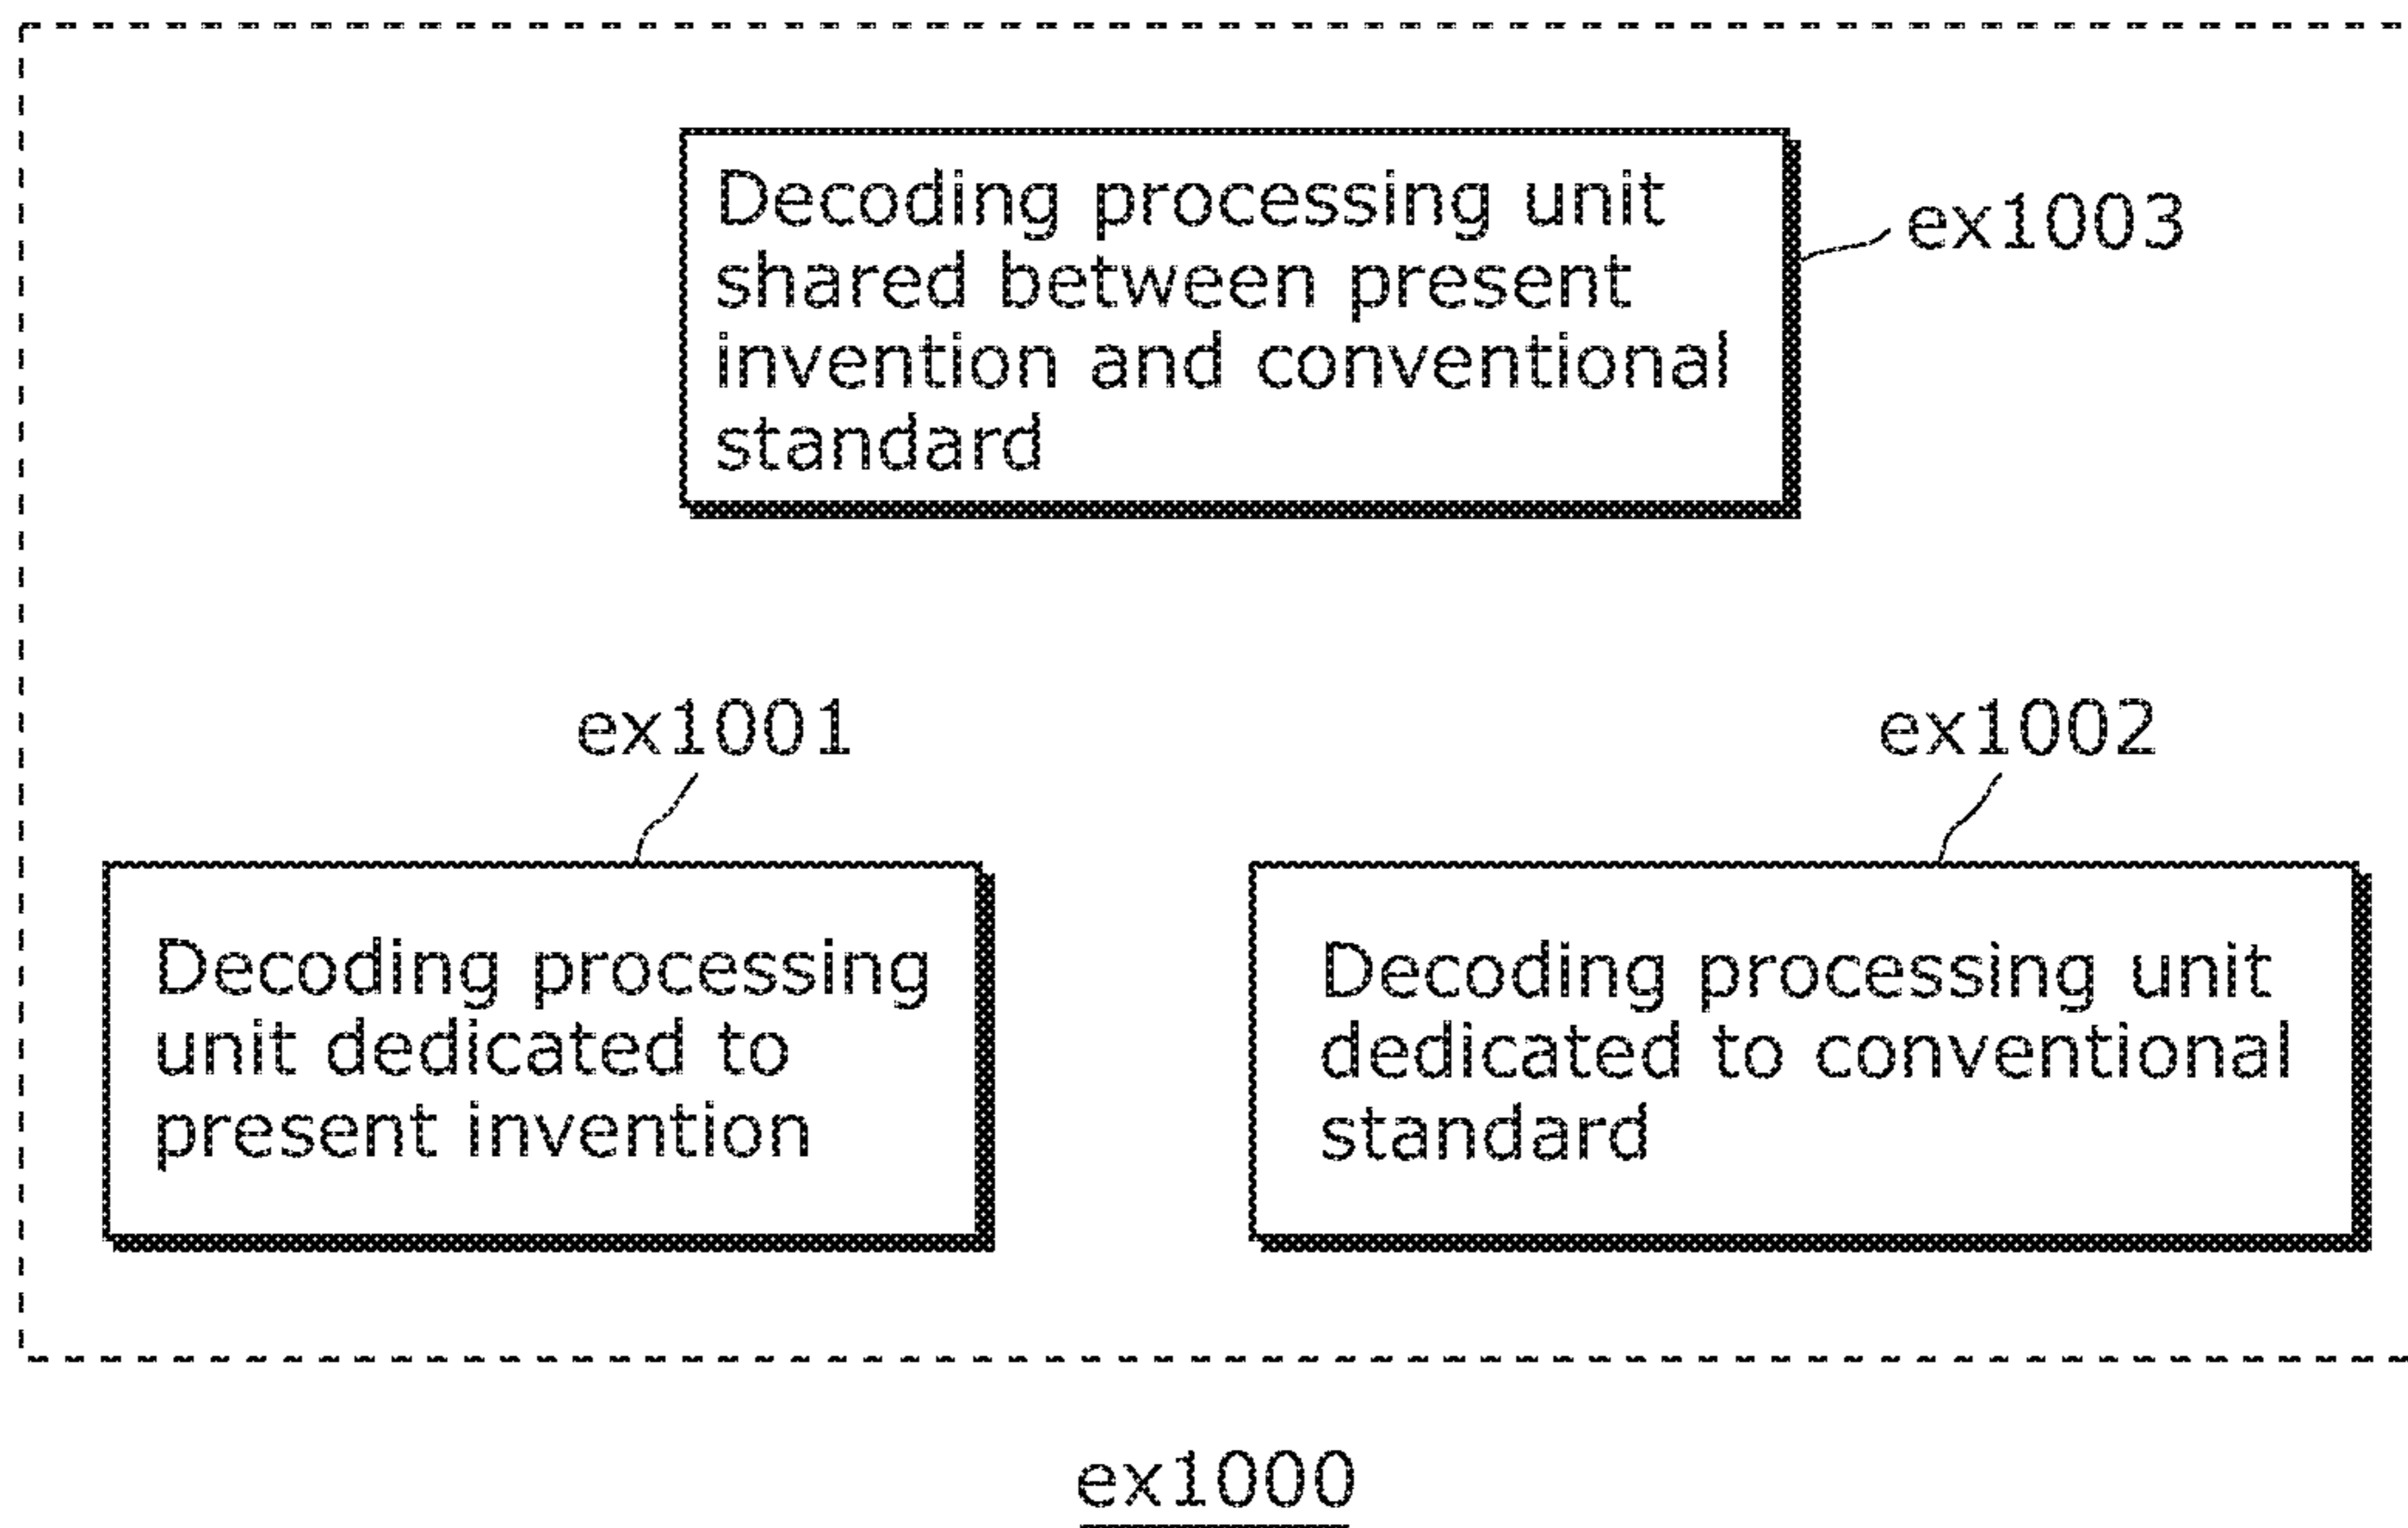 Decoding processing unit
shared between present
invention and conventional
standard
ex1003
ex1001
ex1002
Decoding processing
unit dedicated to
present invention
Decoding processing unit
dedicated to conventional
standard
ex1000